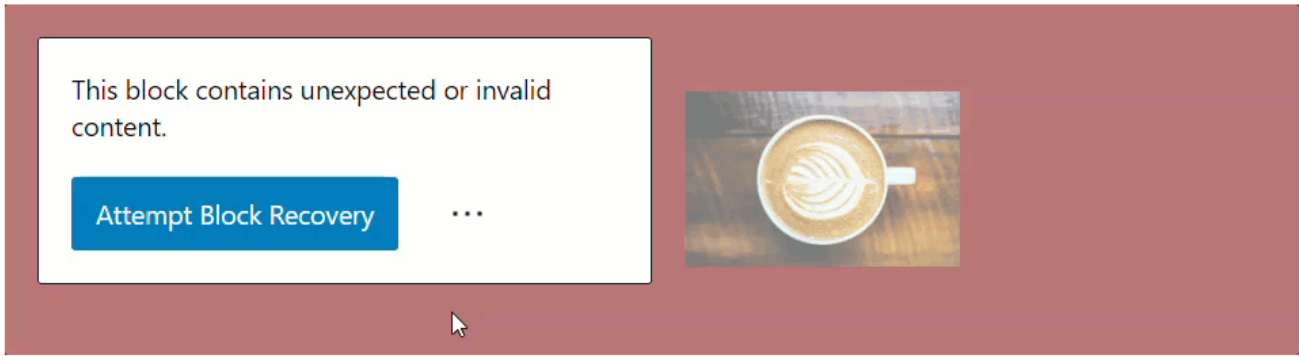 This block contains unexpected or invalid
content.
Attempt Block Recovery